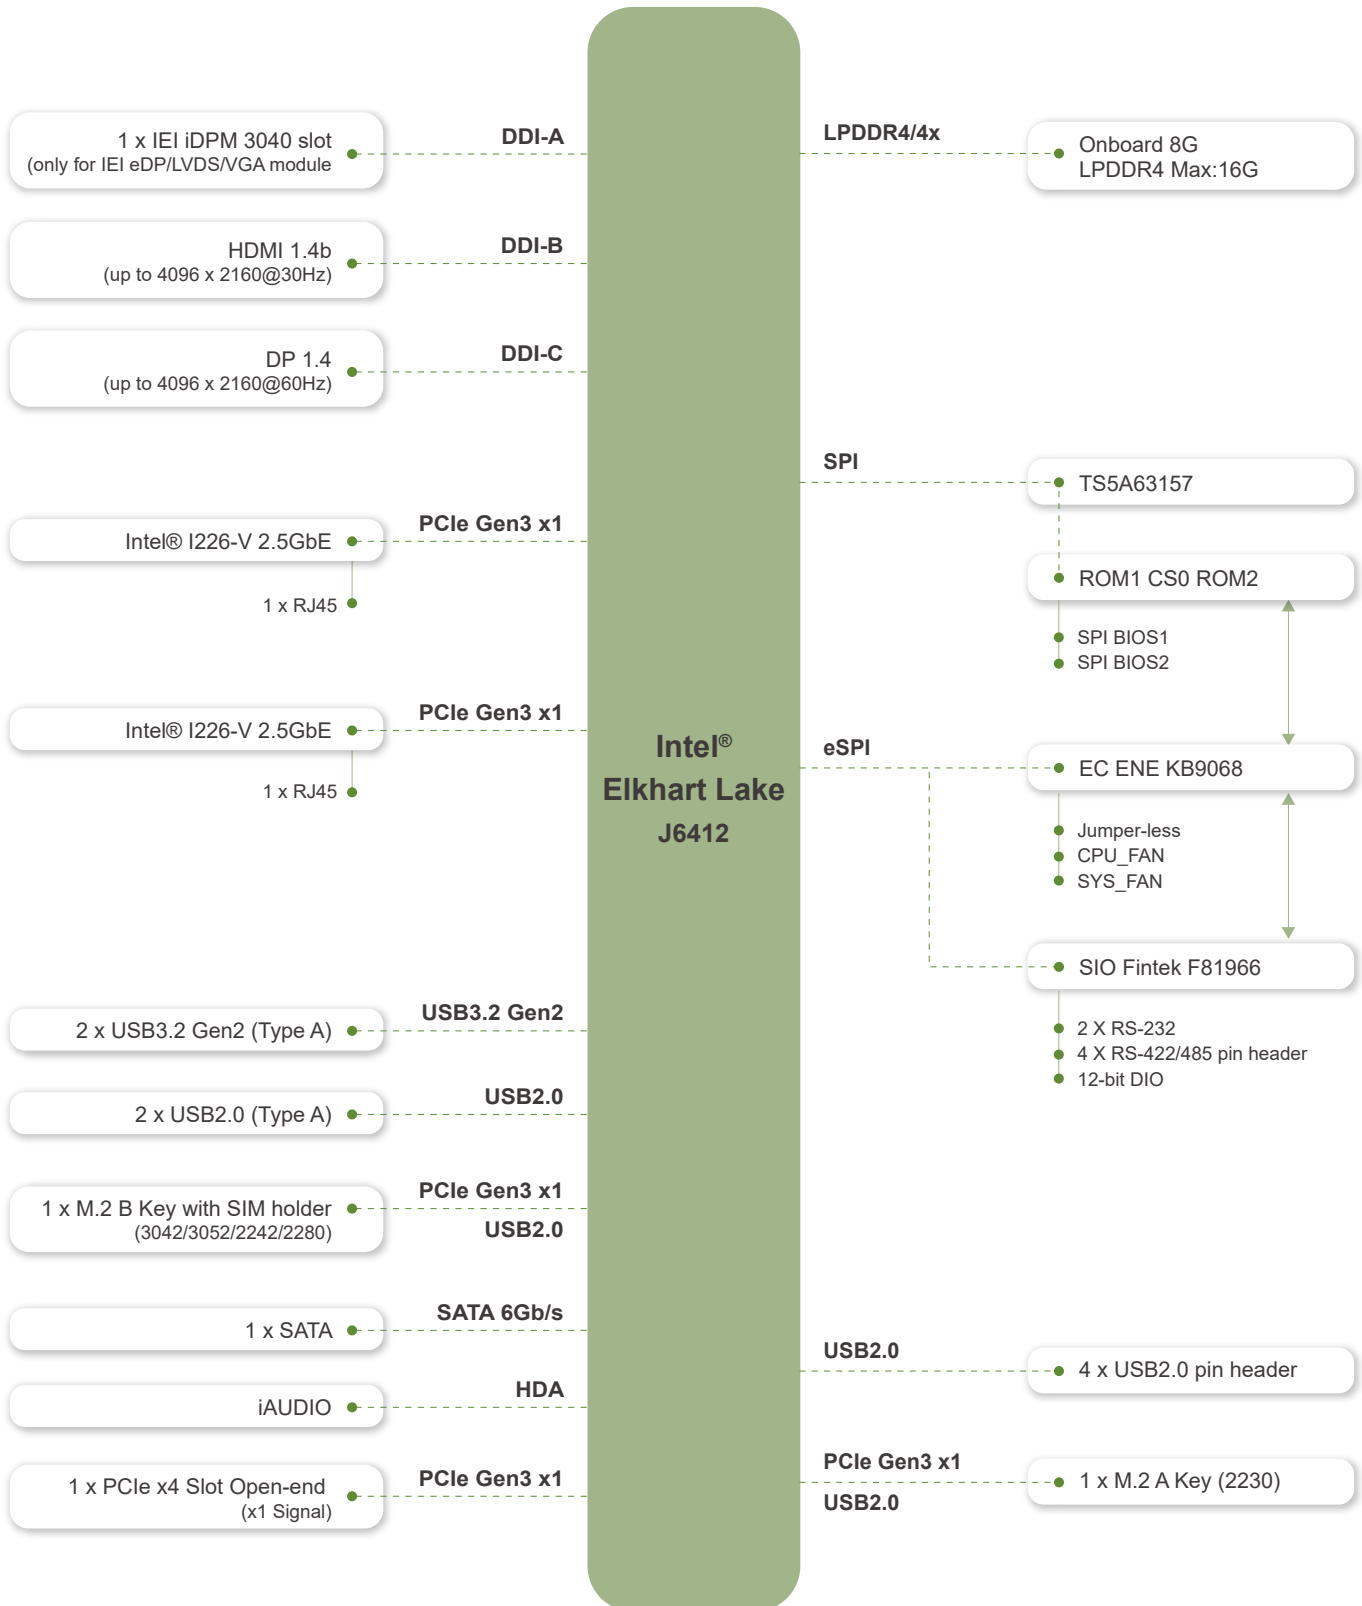 DDI-A
1 x IEI iDPM 3040 slot
(only for IEI eDP/LVDS/VGA module
DDI-B
HDMI 1.4b
(up to 4096 x 2160@30Hz)
DDI-C
DP 1.4
(up to 4096 x 2160@60Hz)
PCIe Gen3 x1
Intel® I226-V 2.5GbE
1 x RJ45
PCIe Gen3 x1
Intel® I226-V 2.5GbE
1 x RJ45
USB3.2 Gen2
2 x USB3.2 Gen2 (Type A)
USB2.0
2 x USB2.0 (Type A)
PCIe Gen3 x1
1 x M.2 B Key with SIM holder
(3042/3052/2242/2280)
USB2.0
SATA 6Gb/s
1 x SATA
HDA
iAUDIO
PCIe Gen3 x1
1 x PCIe x4 Slot Open-end
(x1 Signal)
Intel®
Elkhart Lake
J6412
LPDDR4/4x
Onboard 8G
LPDDR4 Max:16G
SPI
TS5A63157
ROM1 CS0 ROM2
SPI BIOS1
SPI BIOS2
eSPI
EC ENE KB9068
Jumper-less
CPU_FAN
SYS_FAN
SIO Fintek F81966
2 X RS-232
4 X RS-422/485 pin header
12-bit DIO
USB2.0
4 x USB2.0 pin header
PCIe Gen3 x1
1 x M.2 A Key (2230)
USB2.0